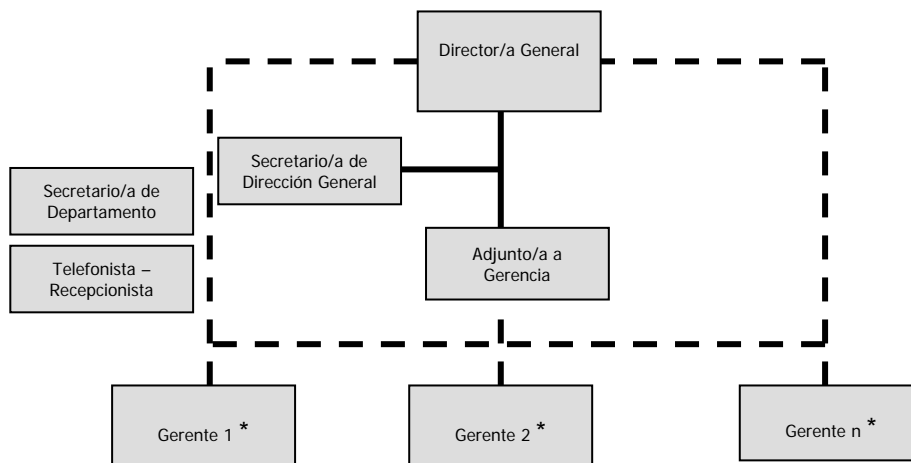 Director/a General
Secretario/a de
Dirección General
Secretario/a de
Departamento
Telefonista –
Recepcionista
Adjunto/a a
Gerencia
Gerente 1 *
Gerente 2 *
Gerente n *